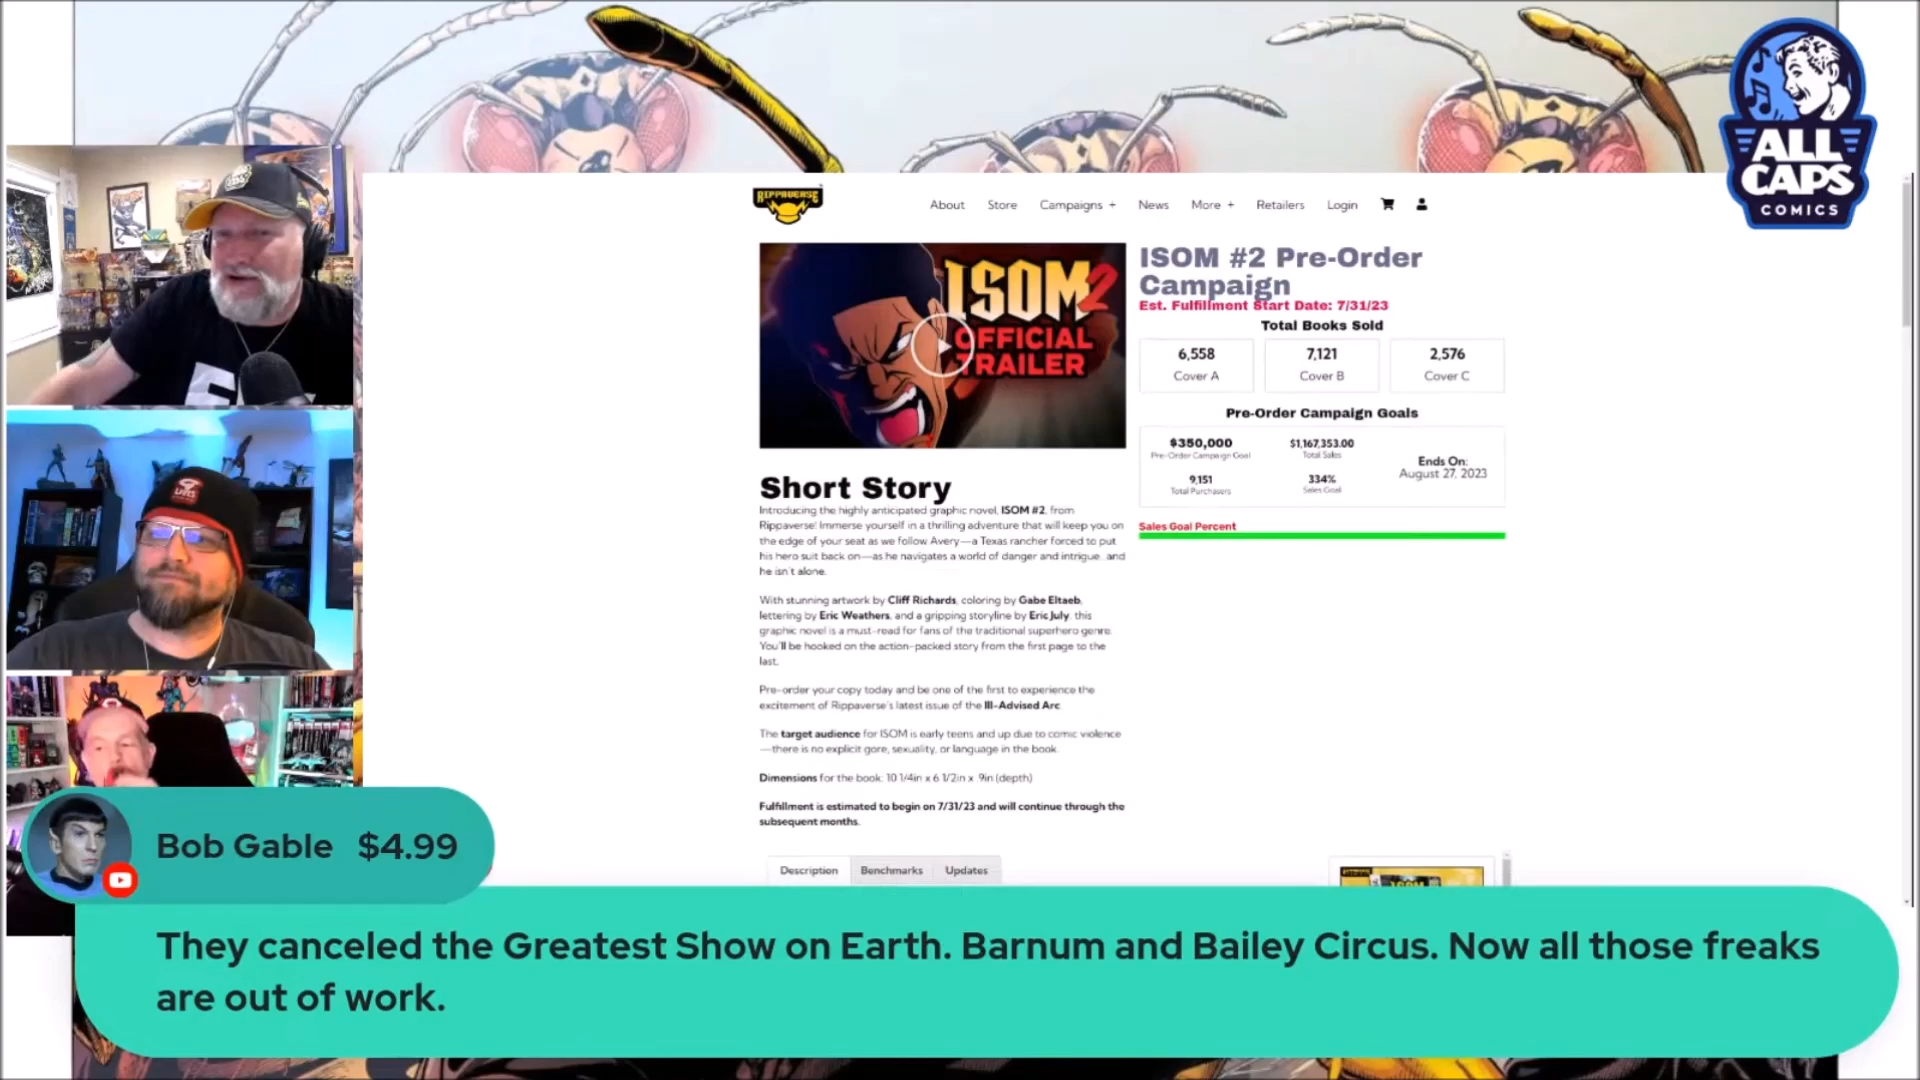 ALL
CAPS
COMICS
RIPPAVERSE
About
Store
Campaigns +
News
More +
Retailers
Login
ISOM 2
OFFICIAL
TRAILER
ISOM #2 Pre-Order
Campaign
Est. Fulfillment Start Date: 7/31/23
Total Books Sold
6,558
Cover A
7,121
Cover B
2,576
Cover C
Pre-Order Campaign Goals
$350,000
Pre-Order Campaign Goal
$1,167,353.00
Total Sales
9,151
Total Purchasers
334%
Sales Goal
Ends On:
August 27, 2023
Sales Goal Percent
Short Story
Introducing the highly anticipated graphic novel, ISOM #2, from
Rippaverse! Immerse yourself in a thrilling adventure that will keep you on
the edge of your seat as we follow Avery—a Texas rancher forced to put
his hero suit back on—as he navigates a world of danger and intrigue...and
he isn't alone.
With stunning artwork by Cliff Richards, coloring by Gabe Eltaeb,
lettering by Eric Weathers, and a gripping storyline by Eric July, this
graphic novel is a must-read for fans of the traditional superhero genre.
You'll be hooked on the action-packed story from the first page to the
last.
Pre-order your copy today and be one of the first to experience the
excitement of Rippaverse's latest issue of the Ill-Advised Arc
The target audience for ISOM is early teens and up due to comic violence
—there is no explicit gore, sexuality, or language in the book.
Dimensions for the book: 10 1/4in x 6 1/2in x .9in (depth)
Fulfillment is estimated to begin on 7/31/23 and will continue through the
subsequent months.
Description
Benchmarks
Updates
Bob Gable $4.99
They canceled the Greatest Show on Earth. Barnum and Bailey Circus. Now all those freaks
are out of work.